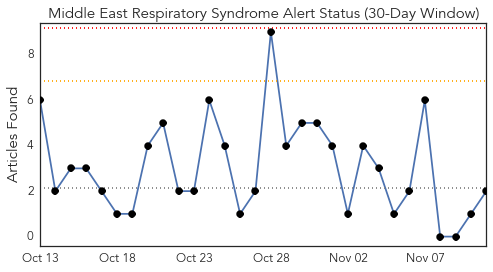 Middle East Respiratory Syndrome Alert Status (30-Day Window)
Articles Found
8
6
4
2
0
Oct 13 Oct 18 Oct 23 Oct 28 Nov 02 Nov 07